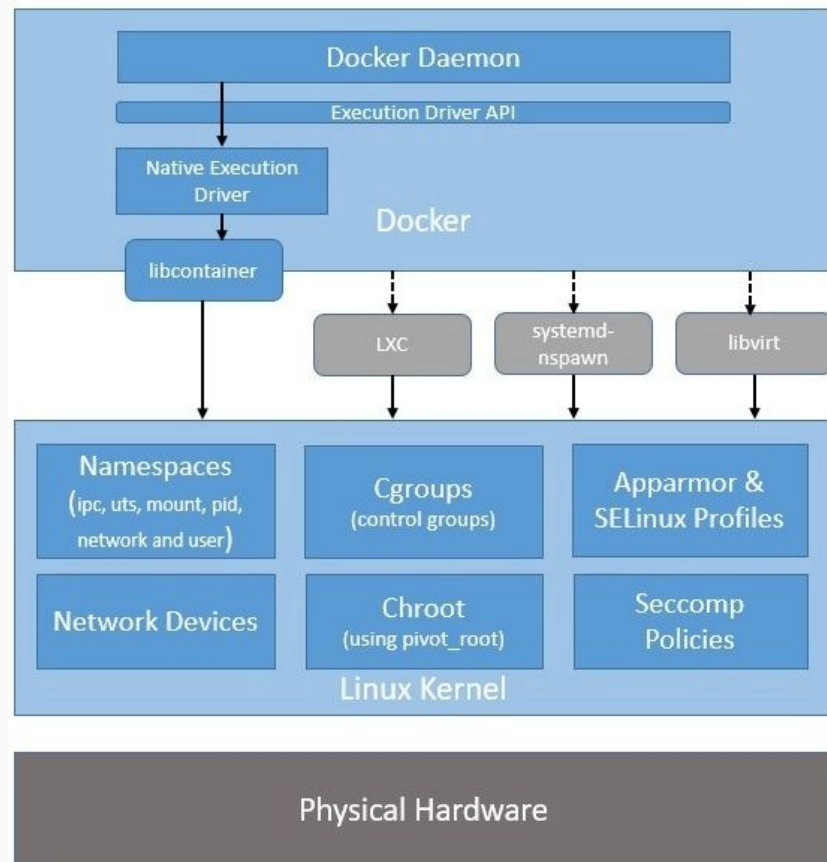 Docker Daemon
Execution Driver API
Native Execution
Driver
Docker
libcontainer
LXC
systemd-
nspawn
libvirt
Namespaces
(ipc, uts, mount, pid,
network and user)
Cgroups
(control groups)
Apparmor &
SELinux Profiles
Network Devices
Chroot
(using pivot_root)
Seccomp
Policies
Linux Kernel
Physical Hardware